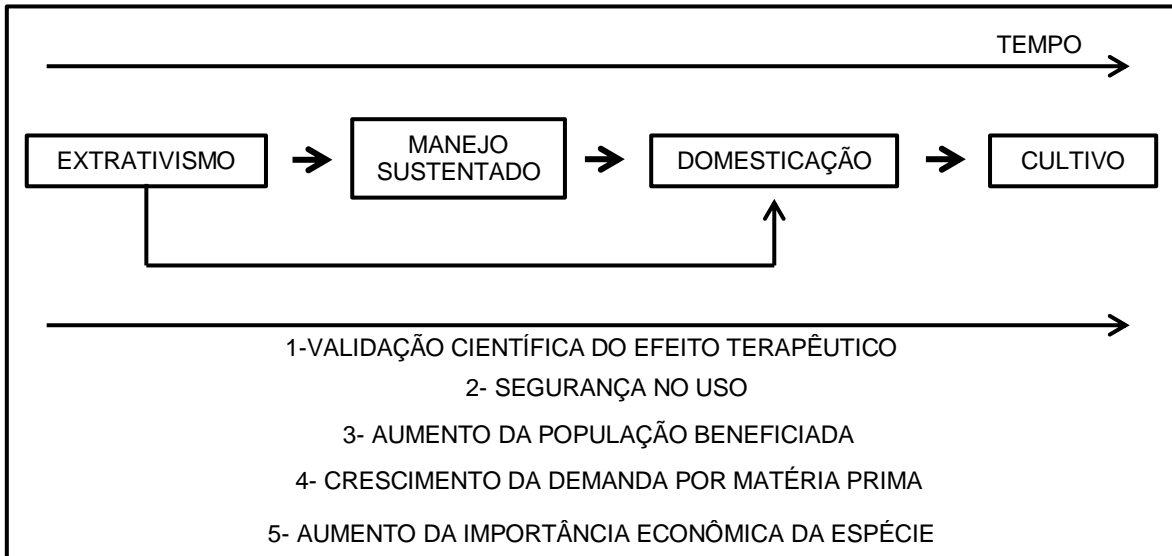 TEMPO
EXTRATIVISMO
MANEJO
SUSTENTADO
DOMESTICAÇÃO
CULTIVO
1-VALIDAÇÃO CIENTÍFICA DO EFEITO TERAPÊUTICO
2- SEGURANÇA NO USO
3- AUMENTO DA POPULAÇÃO BENEFICIADA
4- CRESCIMENTO DA DEMANDA POR MATÉRIA PRIMA
5- AUMENTO DA IMPORTÂNCIA ECONÔMICA DA ESPÉCIE